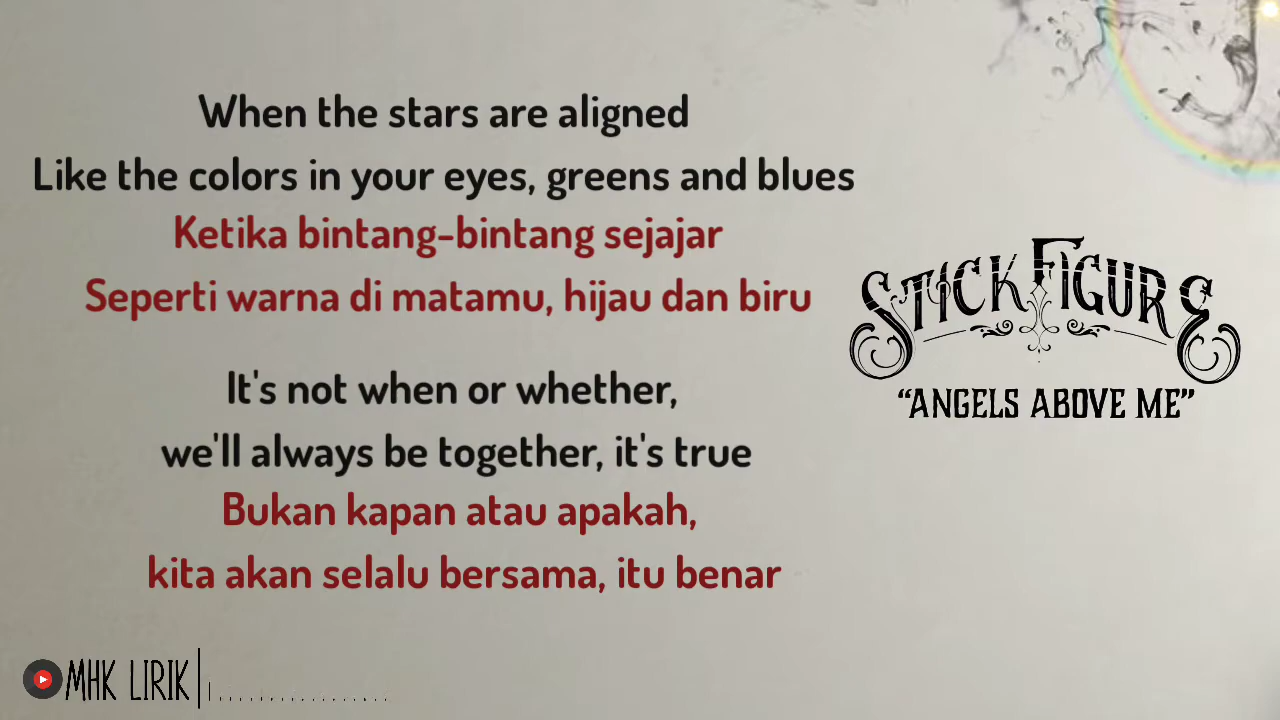 When the stars are aligned
Like the colors in your eyes, greens and blues
Ketika bintang-bintang sejajar
Seperti warna di matamu, hijau dan biru
It's not when or whether,
we'll always be together, it's true
Bukan kapan atau apakah,
kita akan selalu bersama, itu benar
STICK FIGURE
“ANGELS ABOVE ME”
MHK LIRIK